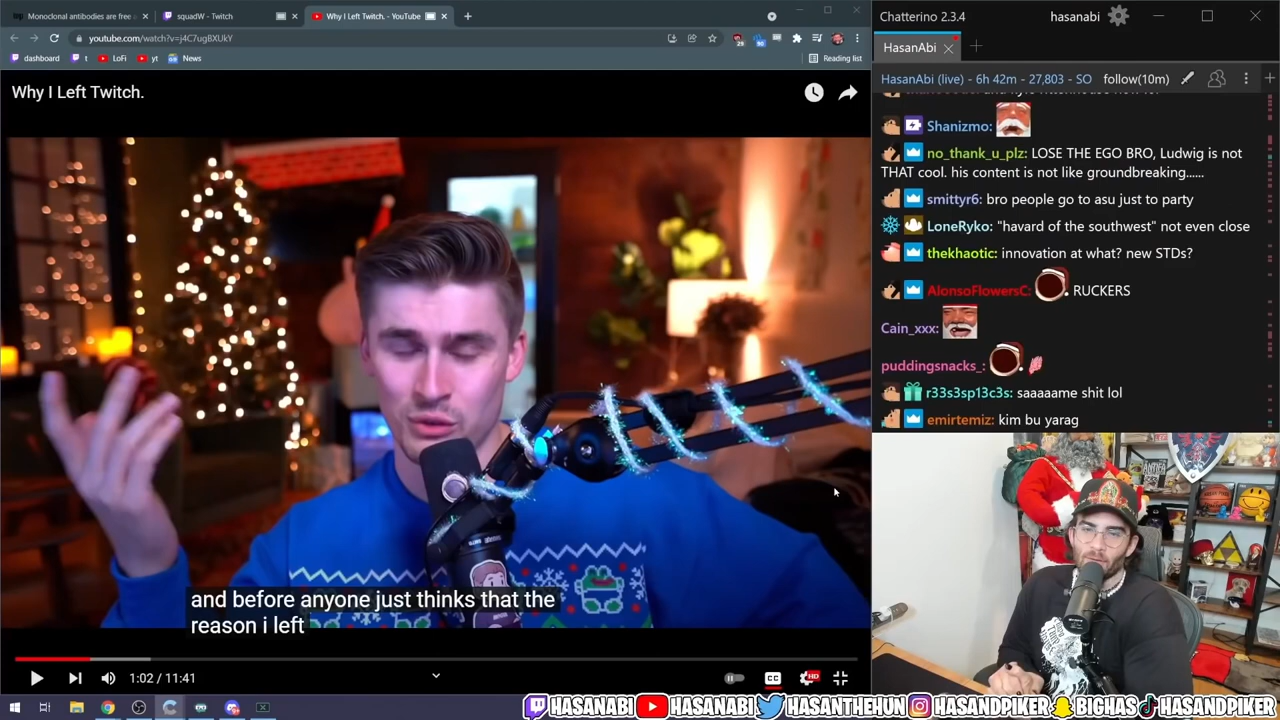 Monoclonal antibodies are free
squadW - Twitch
Why I Left Twitch. - YouTube
youtube.com/watch?v=j4C7ugBXUkY
29
90
dashboard
t
LoFi
yt
News
Reading list
Why I Left Twitch.
and before anyone just thinks that the
reason i left
1:02 / 11:41
CC
HD
Chatterino 2.3.4
hasanabi
HasanAbi
HasanAbi (live) - 6h 42m - 27,803 - SO
follow(10m)
Shanizmo:
no_thank_u_plz: LOSE THE EGO BRO, Ludwig is not
THAT cool. his content is not like groundbreaking......
smittyr6: bro people go to asu just to party
LoneRyko: "havard of the southwest" not even close
thekhaotic: innovation at what? new STDs?
AlonsoFlowersC: RUCKERS
Cain_xxx:
puddingsnacks_:
r33s3sp13c3s: saaaaame shit lol
emirtemiz: kim bu yarag
HASANABI
HASANABI
HASANTHEHUN
HASANDPIKER
BIGHAS
HASANDPIKER